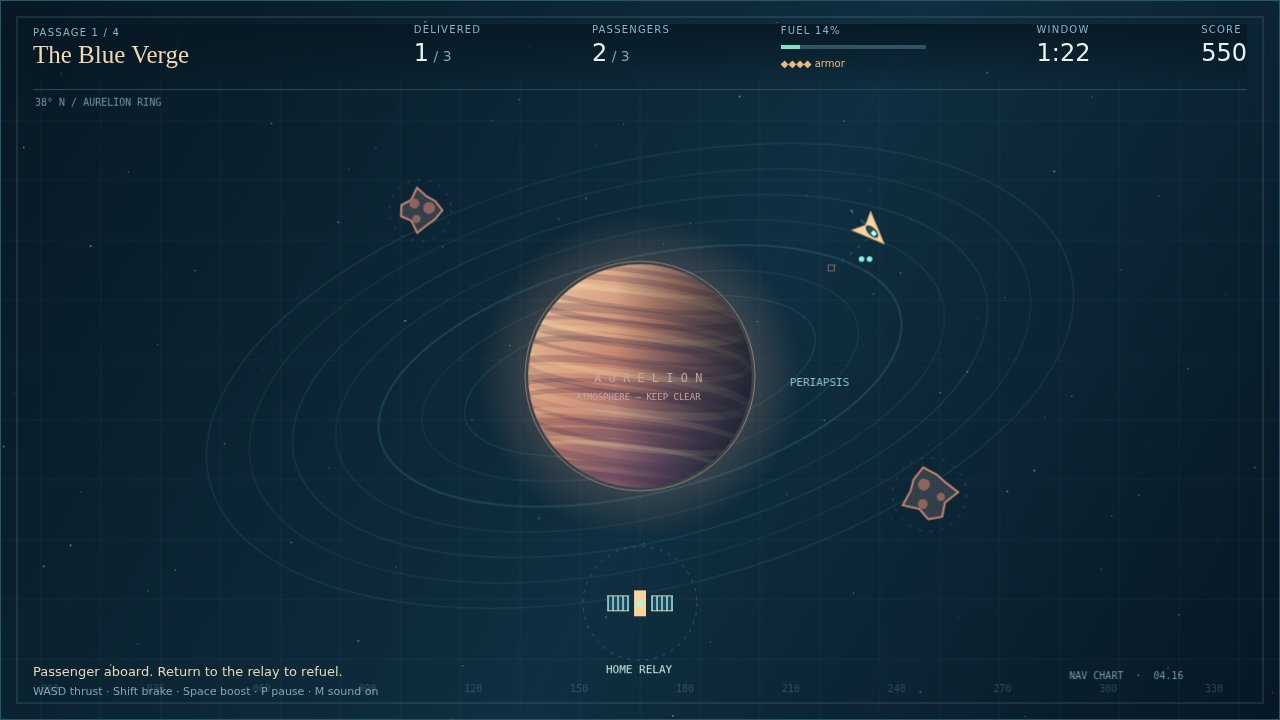 PASSAGE 1 / 4
The Blue Verge
DELIVERED
1 / 3
PASSENGERS
2 / 3
FUEL 14%
◆◆◆◆ armor
WINDOW
1:22
SCORE
550
38° N / AURELION RING
AURELION
ATMOSPHERE — KEEP CLEAR
PERIAPSIS
HOME RELAY
Passenger aboard. Return to the relay to refuel.
WASD thrust · Shift brake · Space boost · P pause · M sound on
NAV CHART · 04.16
120 150 180 210 240 270 300 330